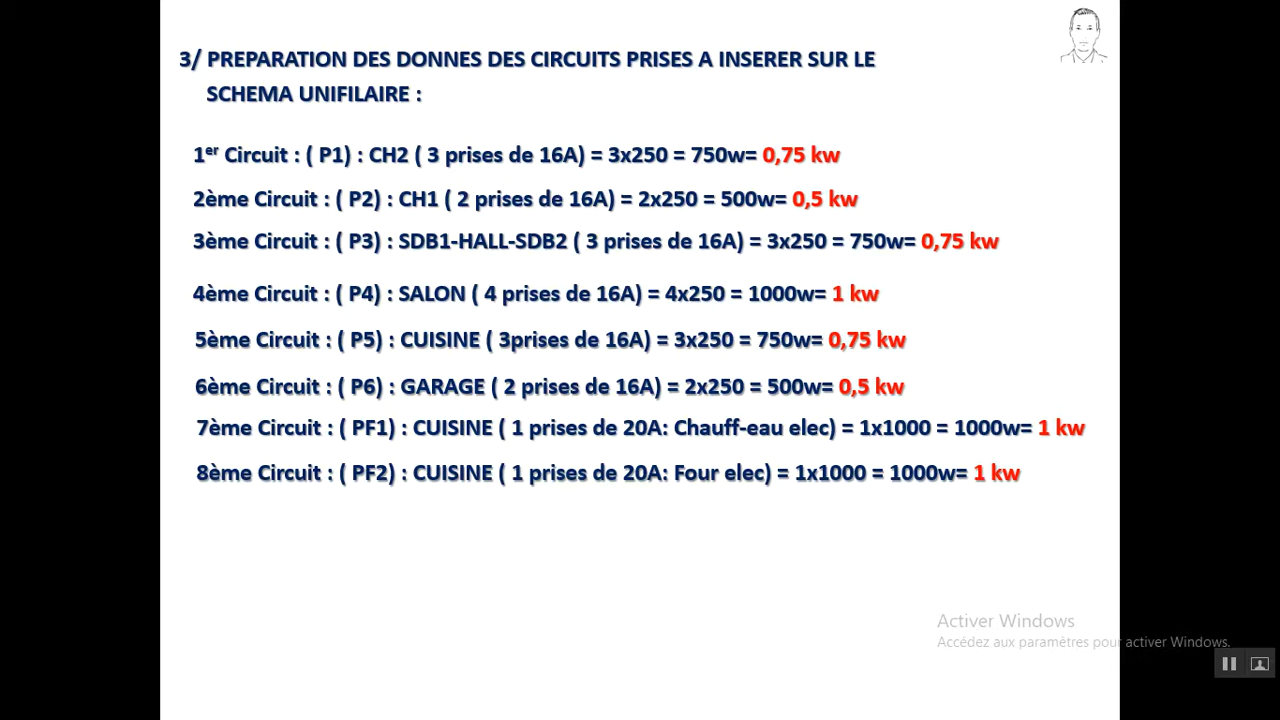 3/ PREPARATION DES DONNES DES CIRCUITS PRISES A INSERER SUR LE
SCHEMA UNIFILAIRE :
1er Circuit : ( P1) : CH2 ( 3 prises de 16A) = 3x250 = 750w= 0,75 kw
2ème Circuit : ( P2) : CH1 ( 2 prises de 16A) = 2x250 = 500w= 0,5 kw
3ème Circuit : ( P3) : SDB1-HALL-SDB2 ( 3 prises de 16A) = 3x250 = 750w= 0,75 kw
4ème Circuit : ( P4) : SALON ( 4 prises de 16A) = 4x250 = 1000w= 1 kw
5ème Circuit : ( P5) : CUISINE ( 3prises de 16A) = 3x250 = 750w= 0,75 kw
6ème Circuit : ( P6) : GARAGE ( 2 prises de 16A) = 2x250 = 500w= 0,5 kw
7ème Circuit : ( PF1) : CUISINE ( 1 prises de 20A: Chauff-eau elec) = 1x1000 = 1000w= 1 kw
8ème Circuit : ( PF2) : CUISINE ( 1 prises de 20A: Four elec) = 1x1000 = 1000w= 1 kw
Activer Windows
Accédez aux paramètres pour activer Windows.